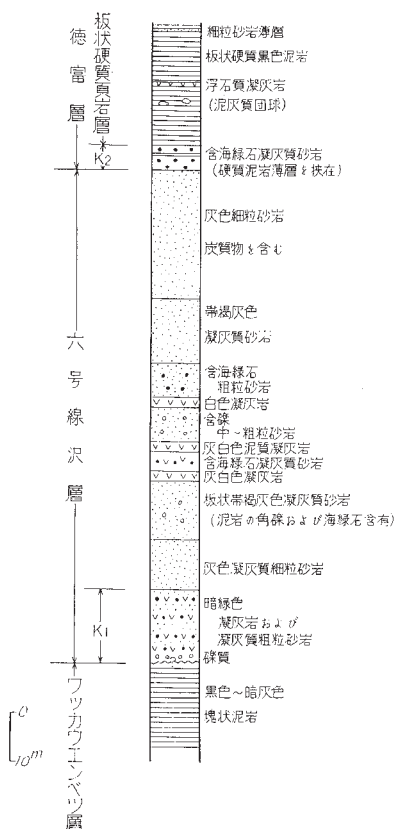 徳富層
板状硬質頁岩層
K2
六号線沢層
K1
ワッカウエンベツ層
0
10m
細粒砂岩薄層
板状硬質黒色泥岩
浮石質凝灰岩
(泥灰質団球)
含海緑石凝灰質砂岩
(硬質泥岩薄層を挟在)
灰色細粒砂岩
炭質物を含む
帯褐灰色
凝灰質砂岩
含海緑石
粗粒砂岩
白色凝灰岩
含礫
中~粗粒砂岩
灰白色泥質凝灰岩
含海緑石凝灰質砂岩
灰白色凝灰岩
板状帯褐灰色凝灰質砂岩
(泥岩の角礫および海緑石含有)
灰色凝灰質細粒砂岩
暗緑色
凝灰岩および
凝灰質粗粒砂岩
礫質
黒色~暗灰色
塊状泥岩